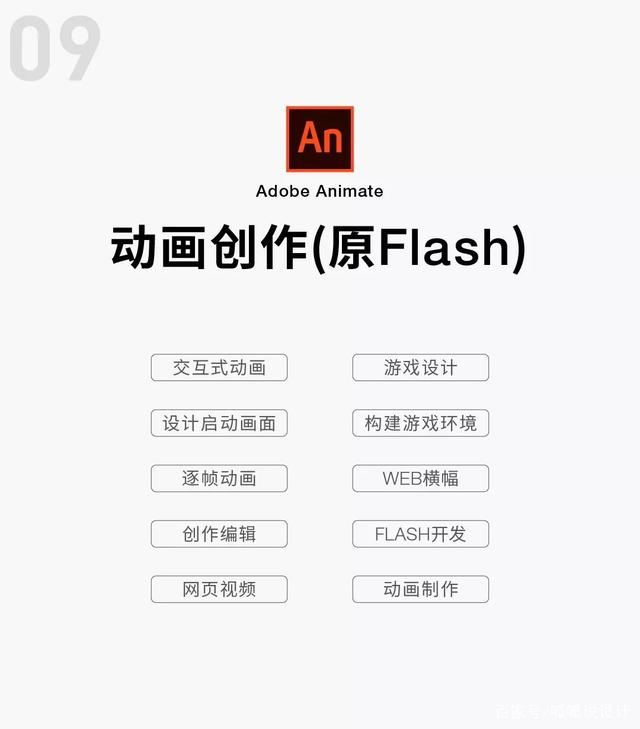 09
An
Adobe Animate
动画创作(原Flash)
交互式动画
游戏设计
设计启动画面
构建游戏环境
逐帧动画
WEB横幅
创作编辑
FLASH开发
网页视频
动画制作
百家号/呱呱说设计